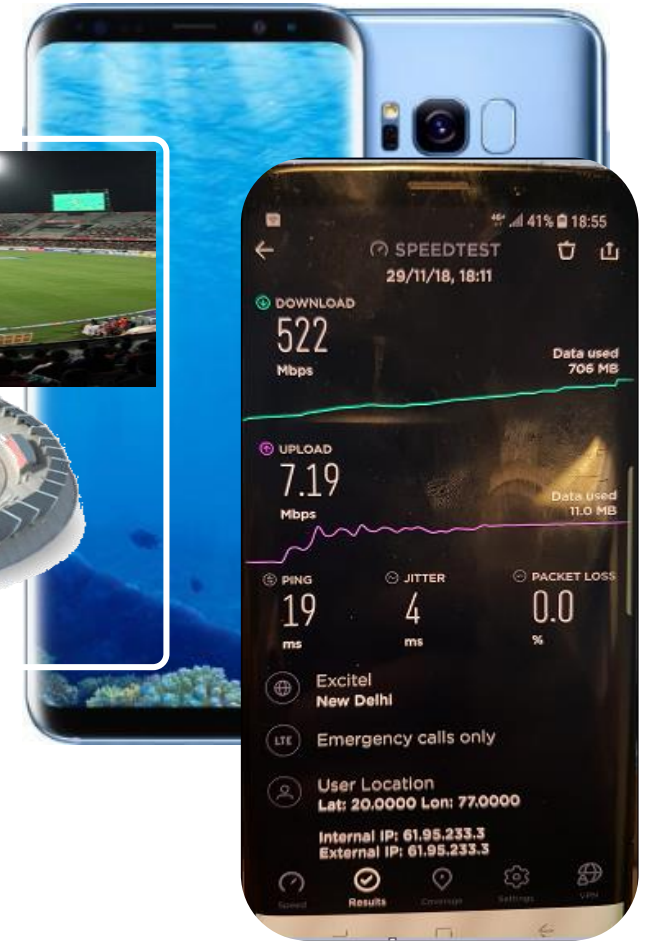 4G+ 41% 18:55
SPEEDTEST
29/11/18, 18:11
DOWNLOAD
522
Mbps
Data used
706 MB
UPLOAD
7.19
Mbps
Data used
11.0 MB
PING JITTER PACKET LOSS
19 4 0.0
ms ms %
Excitel
New Delhi
LTE Emergency calls only
User Location
Lat: 20.0000 Lon: 77.0000
Internal IP: 61.95.233.3
External IP: 61.95.233.3
Speed Results Coverage Settings VPN